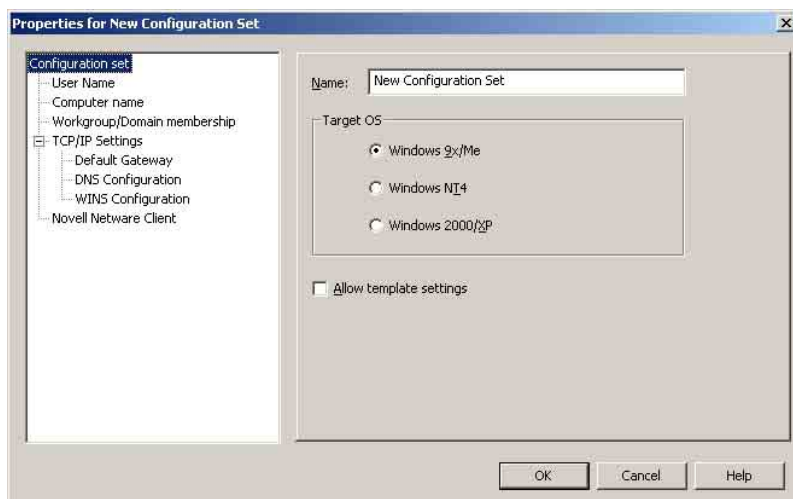 Properties for New Configuration Set
Configuration set
User Name
Computer name
Workgroup/Domain membership
TCP/IP Settings
Default Gateway
DNS Configuration
WINS Configuration
Novell Netware Client
Name: New Configuration Set
Target OS
Windows 9x/Me
Windows NT4
Windows 2000/XP
Allow template settings
OK Cancel Help